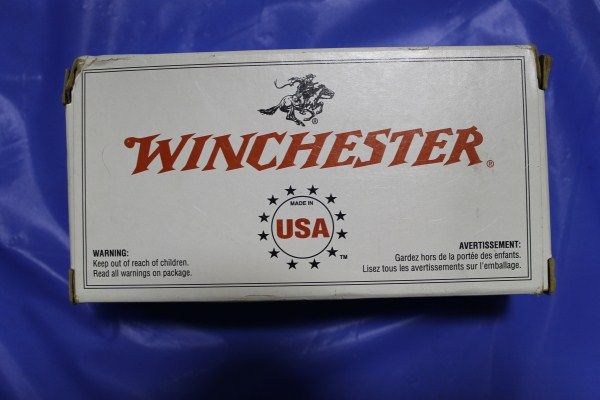 WINCHESTER®
MADE IN
USA
TM
WARNING:
Keep out of reach of children.
Read all warnings on package.
AVERTISSEMENT:
Gardez hors de la portée des enfants.
Lisez tous les avertissements sur l'emballage.